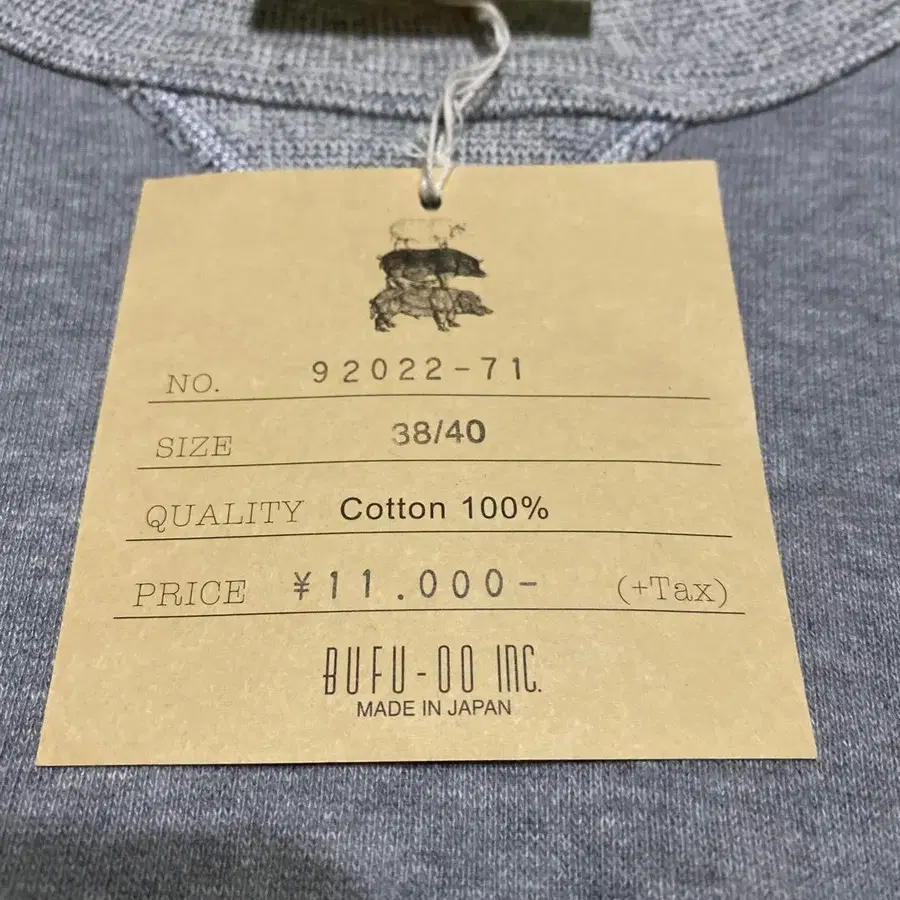 NO. 92022-71
SIZE 38/40
QUALITY Cotton 100%
PRICE ¥11.000- (+Tax)
BUFU-OO INC.
MADE IN JAPAN